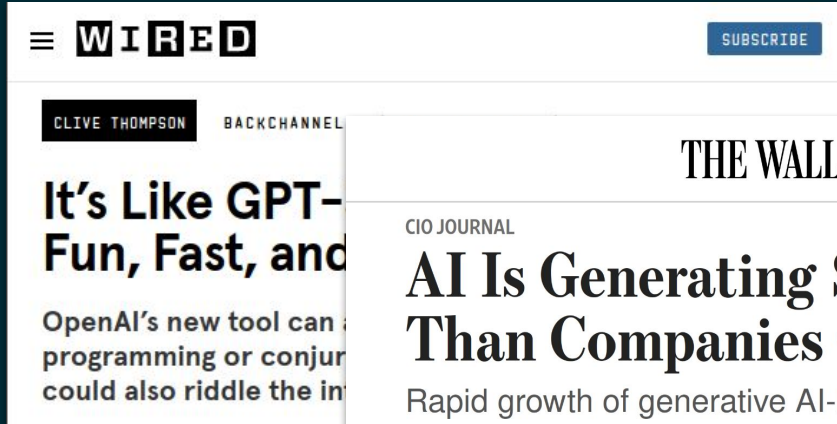 WIRED
SUBSCRIBE
CLIVE THOMPSON
BACKCHANNEL
It’s Like GPT-
Fun, Fast, and
OpenAI’s new tool can
programming or conjur
could also riddle the in
THE WALL
CIO JOURNAL
AI Is Generating
Than Companies
Rapid growth of generative AI-